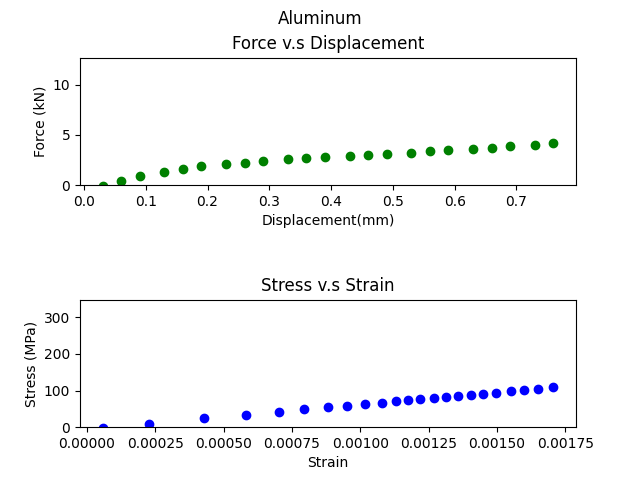 Aluminum
Force v.s Displacement
Force (kN)
10
5
0
0.0 0.1 0.2 0.3 0.4 0.5 0.6 0.7
Displacement(mm)
Stress v.s Strain
Stress (MPa)
300
200
100
0
0.00000 0.00025 0.00050 0.00075 0.00100 0.00125 0.00150 0.00175
Strain